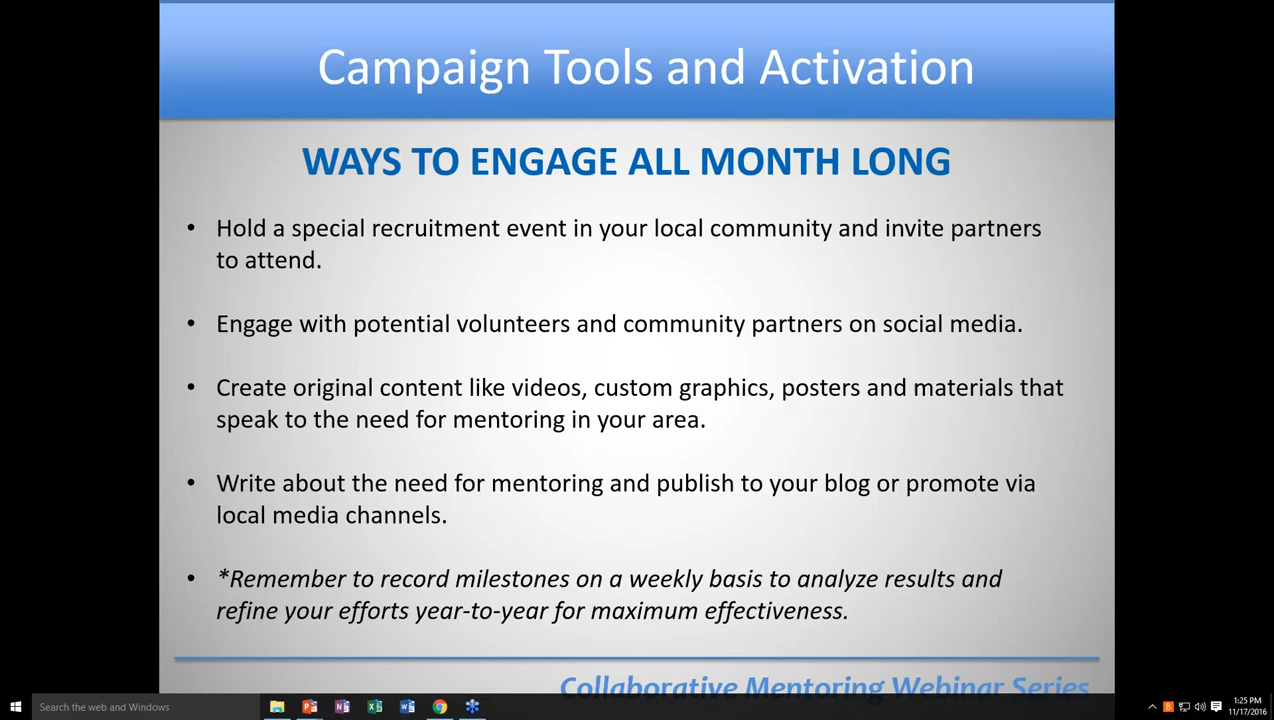 Campaign Tools and Activation
WAYS TO ENGAGE ALL MONTH LONG
• Hold a special recruitment event in your local community and invite partners
to attend.
• Engage with potential volunteers and community partners on social media.
• Create original content like videos, custom graphics, posters and materials that
speak to the need for mentoring in your area.
• Write about the need for mentoring and publish to your blog or promote via
local media channels.
• *Remember to record milestones on a weekly basis to analyze results and
refine your efforts year-to-year for maximum effectiveness.
Collaborative Mentoring Webinar Series
Search the web and Windows
1:25 PM
11/17/2016